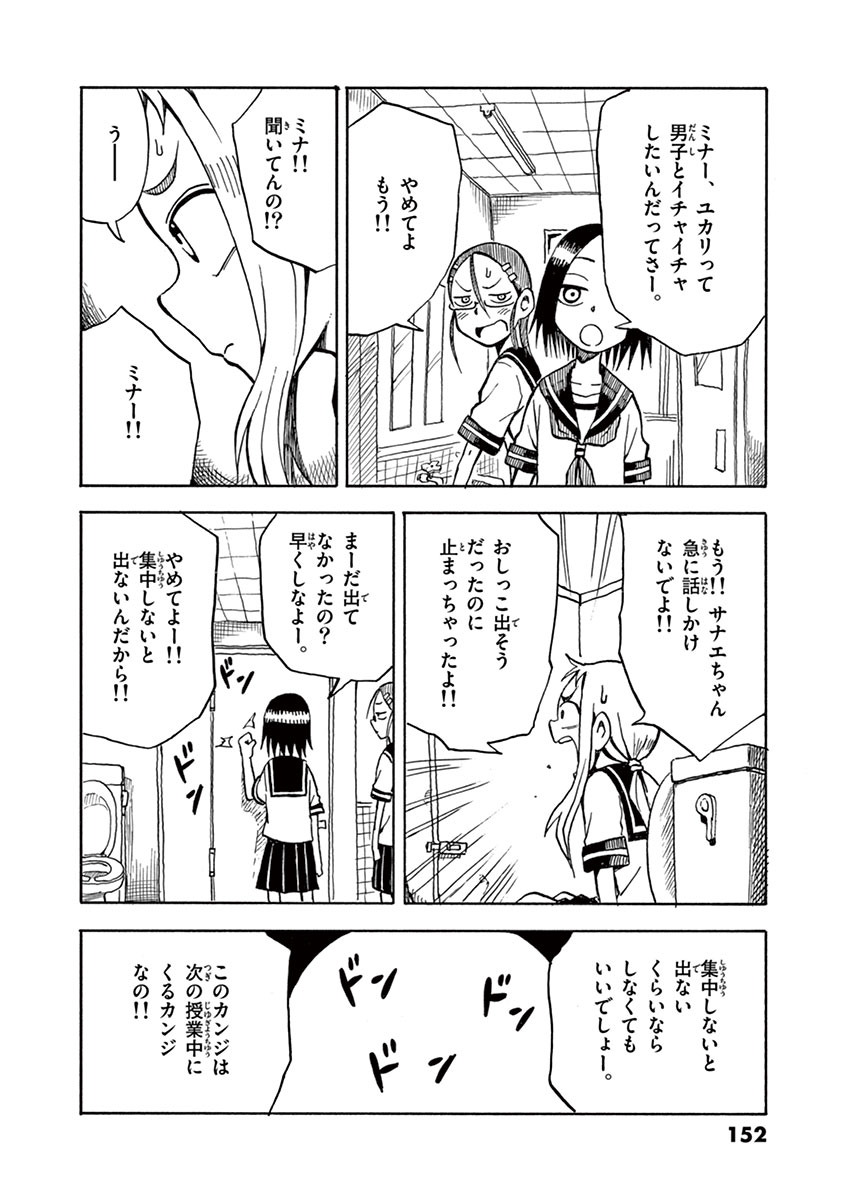 ミナー、ユカリって
男子とイチャイチャ
したいんだってさー。
やめてよ
もう!!
ミナ!!
聞いてんの!?
うー
ミナー!!
もう!! サナエちゃん
急に話しかけ
ないでよ!!
おしっこ出そう
だったのに
止まっちゃったよ!!
まーだ出て
なかったの?
早くしなよー。
ドン
ドン
やめてよー!!
集中しないと
出ないんだから!!
集中しないと
出ない
くらいなら
しなくても
いいでしょー。
ドン
ドン
ドン
このカンジは
次の授業中に
くるカンジ
なの!!
152